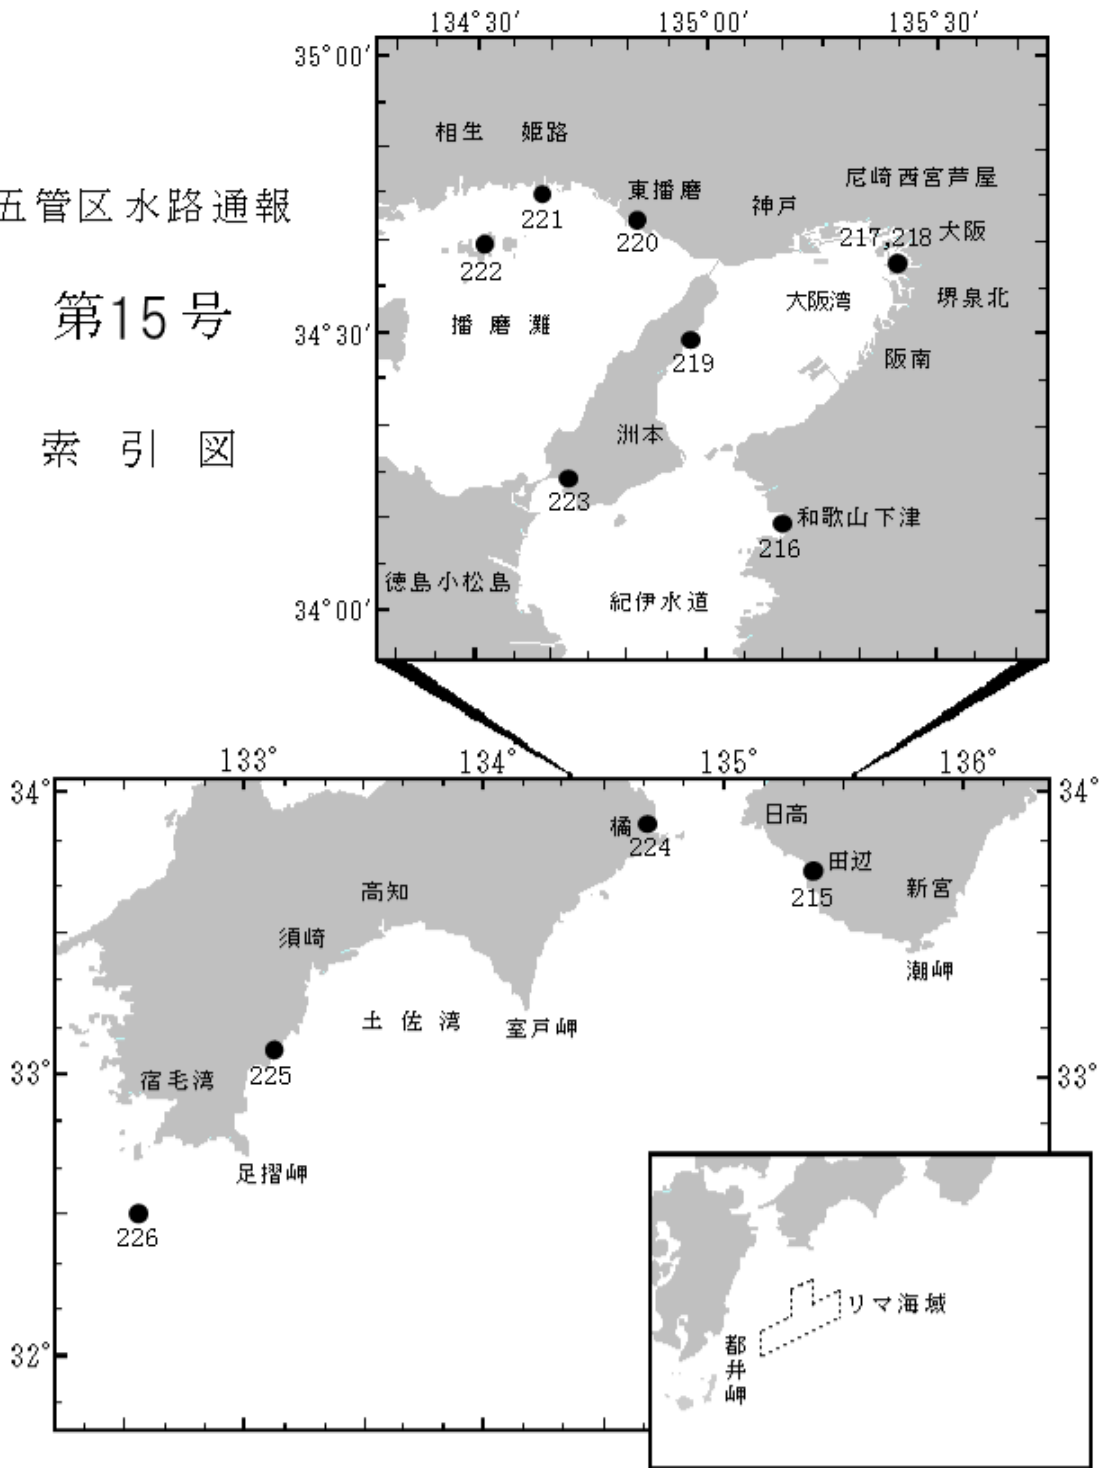 134°30′ 135°00′ 135°30′
35°00′
相生 姫路
尼崎西宮芦屋
東播磨
神戸
五管区水路通報
221
220
217,218 大阪
222
大阪湾
堺泉北
第15号
播磨灘
34°30′
219
阪南
索引図
洲本
223
和歌山下津
216
徳島小松島
紀伊水道
34°00′
133° 134° 135° 136°
34° 34°
橘
224
日高
田辺
215
新宮
高知
須崎
潮岬
土佐湾
室戸岬
33° 33°
225
宿毛湾
足摺岬
226
リマ海域
32°
都井岬